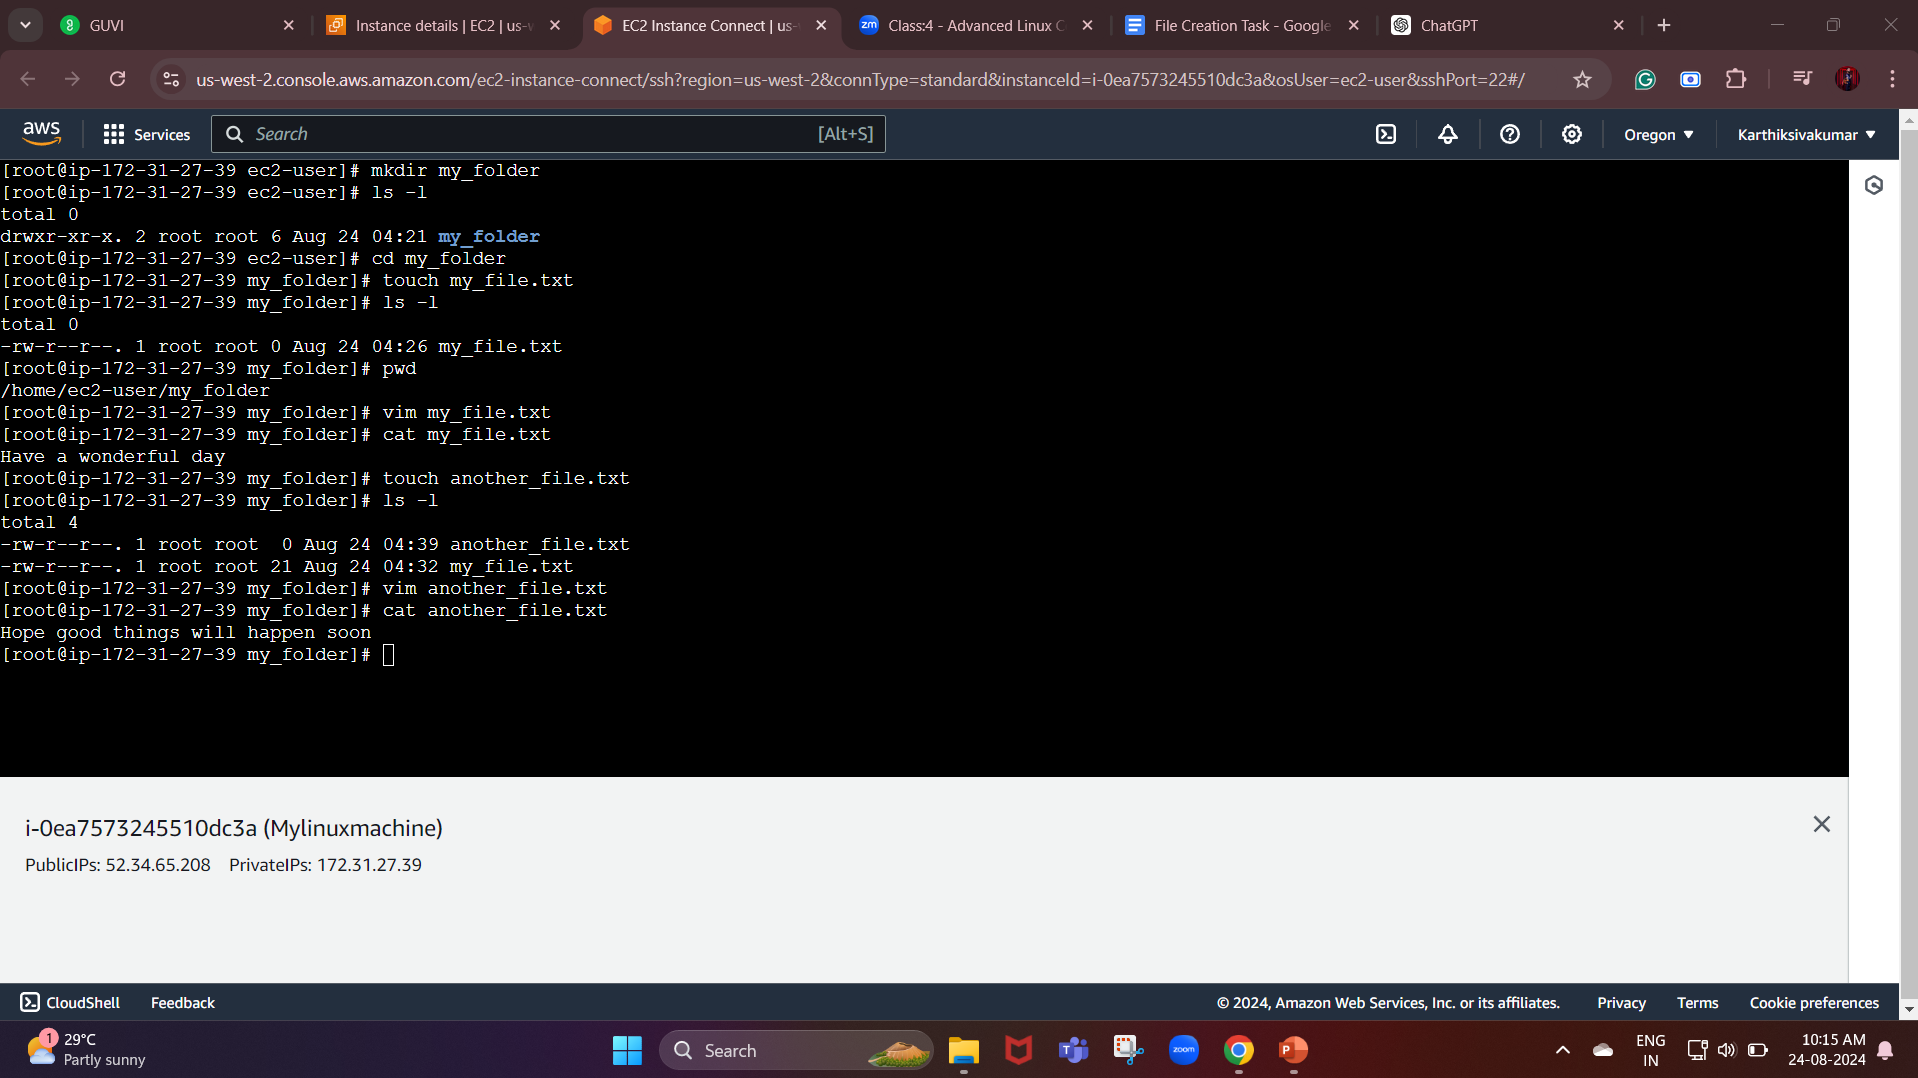 GUVI
Instance details | EC2 | us-w
EC2 Instance Connect | us-
zm
Class:4 - Advanced Linux C
File Creation Task - Google
ChatGPT
us-west-2.console.aws.amazon.com/ec2-instance-connect/ssh?region=us-west-2&connType=standard&instanceId=i-0ea7573245510dc3a&osUser=ec2-user&sshPort=22#/
aws
Services
Search
[Alt+S]
Oregon
Karthiksivakumar
[root@ip-172-31-27-39 ec2-user]# mkdir my_folder
[root@ip-172-31-27-39 ec2-user]# ls -l
total 0
drwxr-xr-x. 2 root root 6 Aug 24 04:21 my_folder
[root@ip-172-31-27-39 ec2-user]# cd my_folder
[root@ip-172-31-27-39 my_folder]# touch my_file.txt
[root@ip-172-31-27-39 my_folder]# ls -l
total 0
-rw-r--r--. 1 root root 0 Aug 24 04:26 my_file.txt
[root@ip-172-31-27-39 my_folder]# pwd
/home/ec2-user/my_folder
[root@ip-172-31-27-39 my_folder]# vim my_file.txt
[root@ip-172-31-27-39 my_folder]# cat my_file.txt
Have a wonderful day
[root@ip-172-31-27-39 my_folder]# touch another_file.txt
[root@ip-172-31-27-39 my_folder]# ls -l
total 4
-rw-r--r--. 1 root root  0 Aug 24 04:39 another_file.txt
-rw-r--r--. 1 root root 21 Aug 24 04:32 my_file.txt
[root@ip-172-31-27-39 my_folder]# vim another_file.txt
[root@ip-172-31-27-39 my_folder]# cat another_file.txt
Hope good things will happen soon
[root@ip-172-31-27-39 my_folder]#
i-0ea7573245510dc3a (Mylinuxmachine)
PublicIPs: 52.34.65.208 PrivateIPs: 172.31.27.39
CloudShell
Feedback
© 2024, Amazon Web Services, Inc. or its affiliates.
Privacy
Terms
Cookie preferences
1
29°C
Partly sunny
Search
zoom
ENG
IN
10:15 AM
24-08-2024